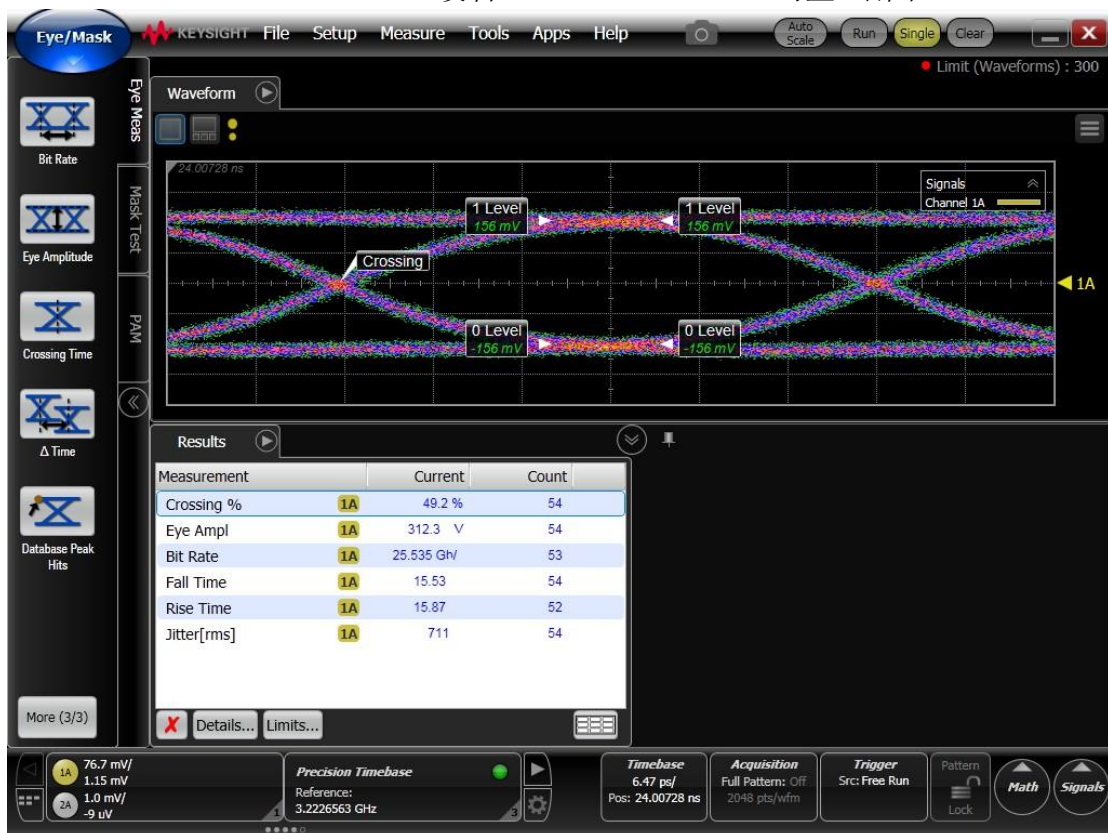 Eye/Mask
KEYSIGHT File Setup Measure Tools Apps Help
Auto Scale
Run
Single
Clear
Limit (Waveforms) : 300
Eye Meas
Mask Test
PAM
Bit Rate
Eye Amplitude
Crossing Time
Δ Time
Database Peak
Hits
More (3/3)
Waveform
24.00728 ns
Signals
Channel 1A
1 Level
156 mV
1 Level
156 mV
Crossing
1A
0 Level
-156 mV
0 Level
-156 mV
Results
Measurement Current Count
Crossing % 1A 49.2 % 54
Eye Ampl 1A 312.3 V 54
Bit Rate 1A 25.535 Gh/ 53
Fall Time 1A 15.53 54
Rise Time 1A 15.87 52
Jitter[rms] 1A 711 54
Details... Limits...
1A 76.7 mV/
1.15 mV
2A 1.0 mV/
-9 uV
1
Precision Timebase
Reference:
3.2226563 GHz
3
Timebase
6.47 ps/
Pos: 24.00728 ns
Acquisition
Full Pattern: Off
2048 pts/wfm
Trigger
Src: Free Run
Pattern
Lock
Math
Signals